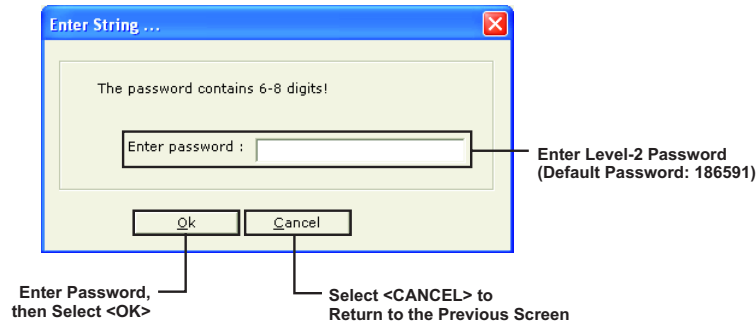 Enter String ...
The password contains 6-8 digits!
Enter password :
Enter Level-2 Password
(Default Password: 186591)
Ok
Cancel
Enter Password,
then Select <OK>
Select <CANCEL> to
Return to the Previous Screen